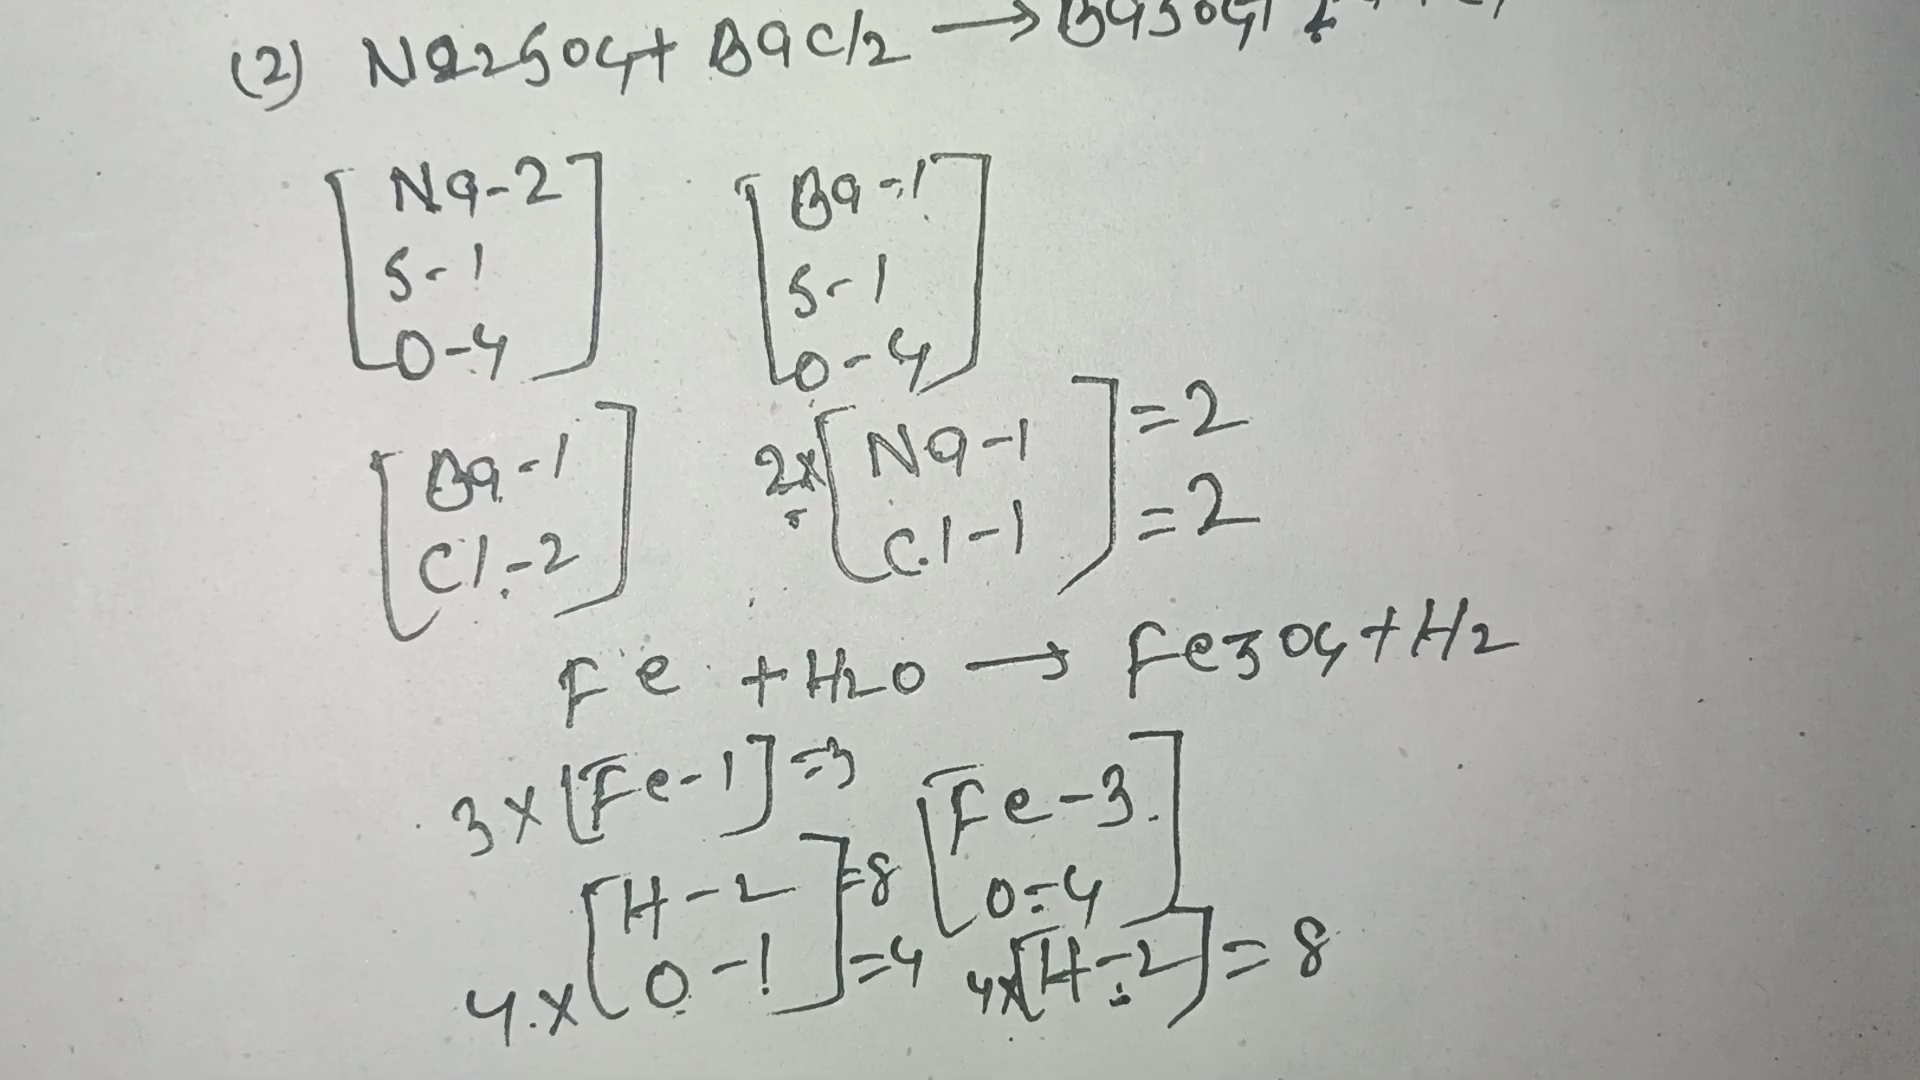 (2) Na2SO4 + BaCl2 → BaSO4 +
[Na-2] [Ba-1]
[S-1] [S-1]
[O-4] [O-4]
[Ba-1] 2x[Na-1] =2
[Cl-2] [Cl-1] =2
Fe + H2O → Fe3O4 + H2
3x[Fe-1]=3 [Fe-3]
[H-2]=8 [O-4]
4x[O-1]=4 4x[H-2]=8